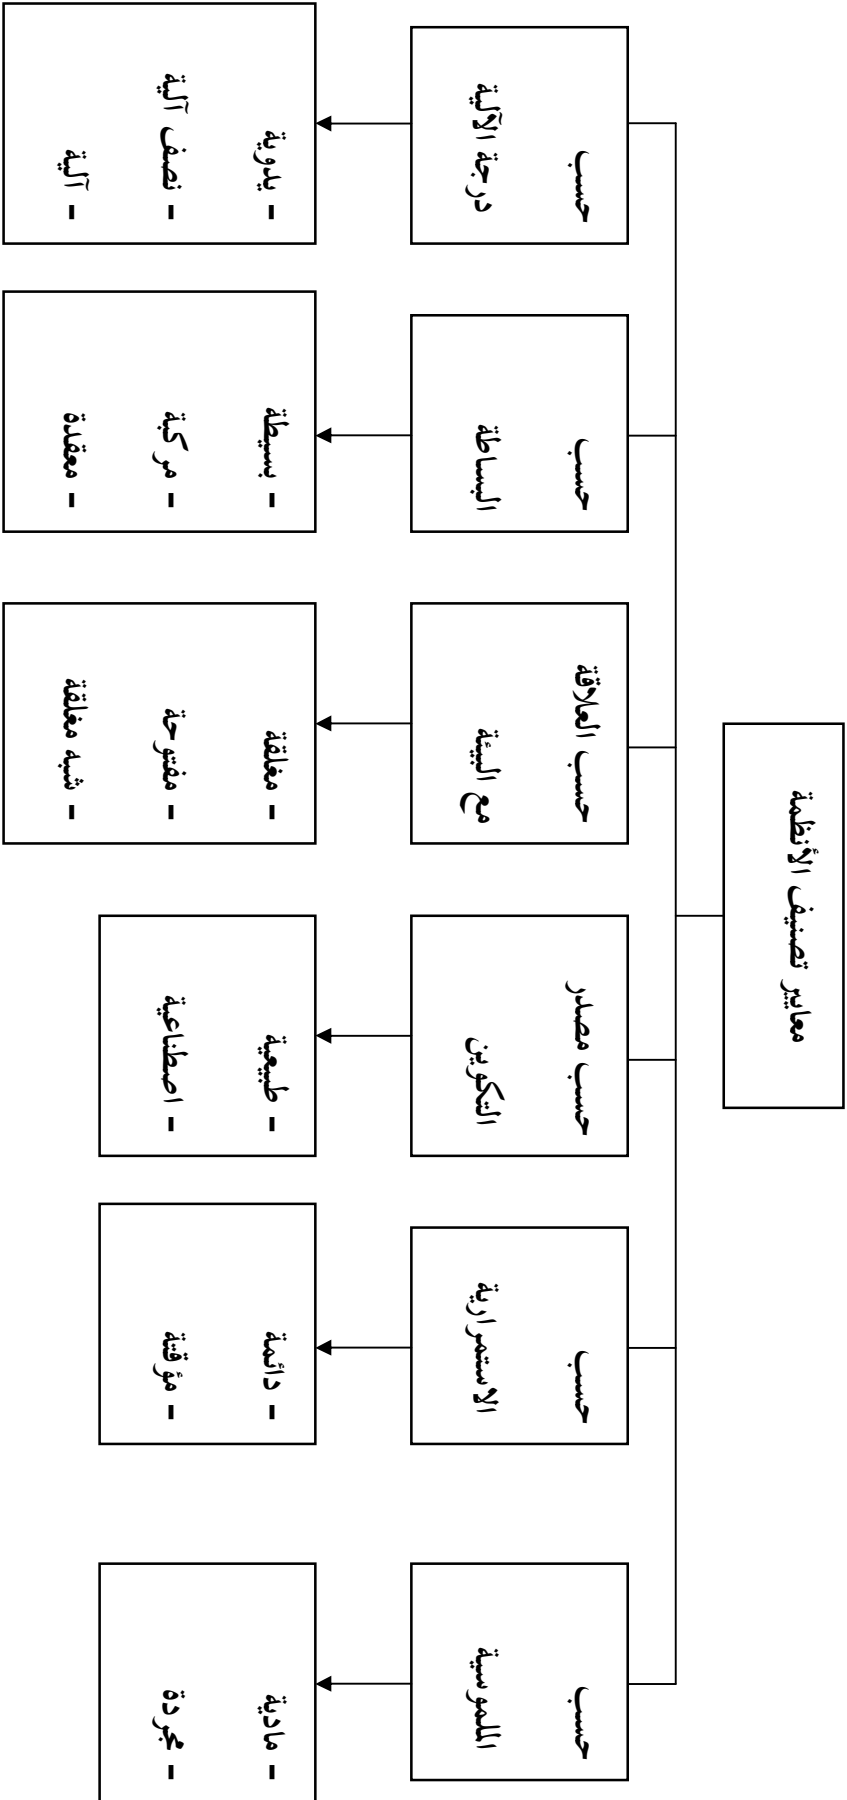 معايير تصنيف الأنظمة
حسب
الملموسية
حسب
الاستمرارية
حسب مصدر
التكوين
حسب العلاقة
مع البيئة
حسب
البساطة
حسب
درجة الآلية
- مادية
- مجردة
- دائمة
- مؤقتة
- طبيعية
- اصطناعية
- مغلقة
- مفتوحة
- شبه مغلقة
- بسيطة
- مركبة
- معقدة
- يدوية
- نصف آلية
- آلية